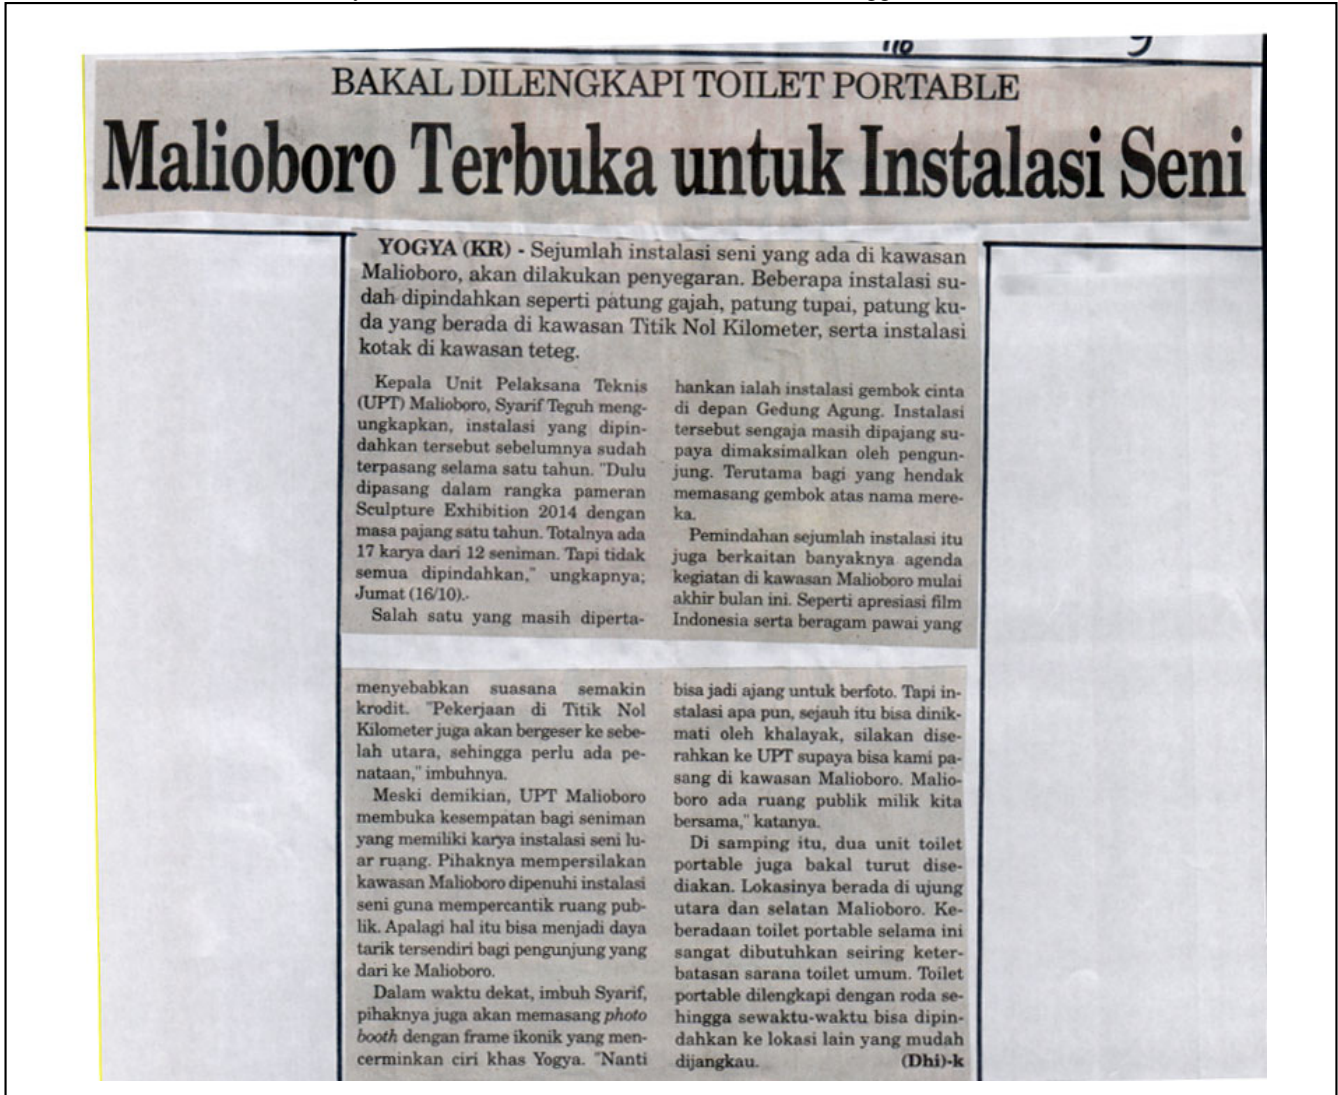 BAKAL DILENGKAPI TOILET PORTABLE
Malioboro Terbuka untuk Instalasi Seni
YOGYA (KR) - Sejumlah instalasi seni yang ada di kawasan
Malioboro, akan dilakukan penyegaran. Beberapa instalasi su-
dah dipindahkan seperti patung gajah, patung tupai, patung ku-
da yang berada di kawasan Titik Nol Kilometer, serta instalasi
kotak di kawasan teteg.
Kepala Unit Pelaksana Teknis
(UPT) Malioboro, Syarif Teguh meng-
ungkapkan, instalasi yang dipin-
dahkan tersebut sebelumnya sudah
terpasang selama satu tahun. "Dulu
dipasang dalam rangka pameran
Sculpture Exhibition 2014 dengan
masa pajang satu tahun. Totalnya ada
17 karya dari 12 seniman. Tapi tidak
semua dipindahkan," ungkapnya;
Jumat (16/10).
Salah satu yang masih diperta-
hankan ialah instalasi gembok cinta
di depan Gedung Agung. Instalasi
tersebut sengaja masih dipajang su-
paya dimaksimalkan oleh pengun-
jung. Terutama bagi yang hendak
memasang gembok atas nama mere-
ka.
Pemindahan sejumlah instalasi itu
juga berkaitan banyaknya agenda
kegiatan di kawasan Malioboro mulai
akhir bulan ini. Seperti apresiasi film
Indonesia serta beragam pawai yang
menyebabkan suasana semakin
krodit. "Pekerjaan di Titik Nol
Kilometer juga akan bergeser ke sebe-
lah utara, sehingga perlu ada pe-
nataan," imbuhnya.
Meski demikian, UPT Malioboro
membuka kesempatan bagi seniman
yang memiliki karya instalasi seni lu-
ar ruang. Pihaknya mempersilakan
kawasan Malioboro dipenuhi instalasi
seni guna mempercantik ruang pub-
lik. Apalagi hal itu bisa menjadi daya
tarik tersendiri bagi pengunjung yang
dari ke Malioboro.
Dalam waktu dekat, imbuh Syarif,
pihaknya juga akan memasang photo
booth dengan frame ikonik yang men-
cerminkan ciri khas Yogya. "Nanti
bisa jadi ajang untuk berfoto. Tapi in-
stalasi apa pun, sejauh itu bisa dinik-
mati oleh khalayak, silakan dise-
rahkan ke UPT supaya bisa kami pa-
sang di kawasan Malioboro. Malio-
boro ada ruang publik milik kita
bersama," katanya.
Di samping itu, dua unit toilet
portable juga bakal turut dise-
diakan. Lokasinya berada di ujung
utara dan selatan Malioboro. Ke-
beradaan toilet portable selama ini
sangat dibutuhkan seiring keter-
batasan sarana toilet umum. Toilet
portable dilengkapi dengan roda se-
hingga sewaktu-waktu bisa dipin-
dahkan ke lokasi lain yang mudah
dijangkau. (Dhi)-k